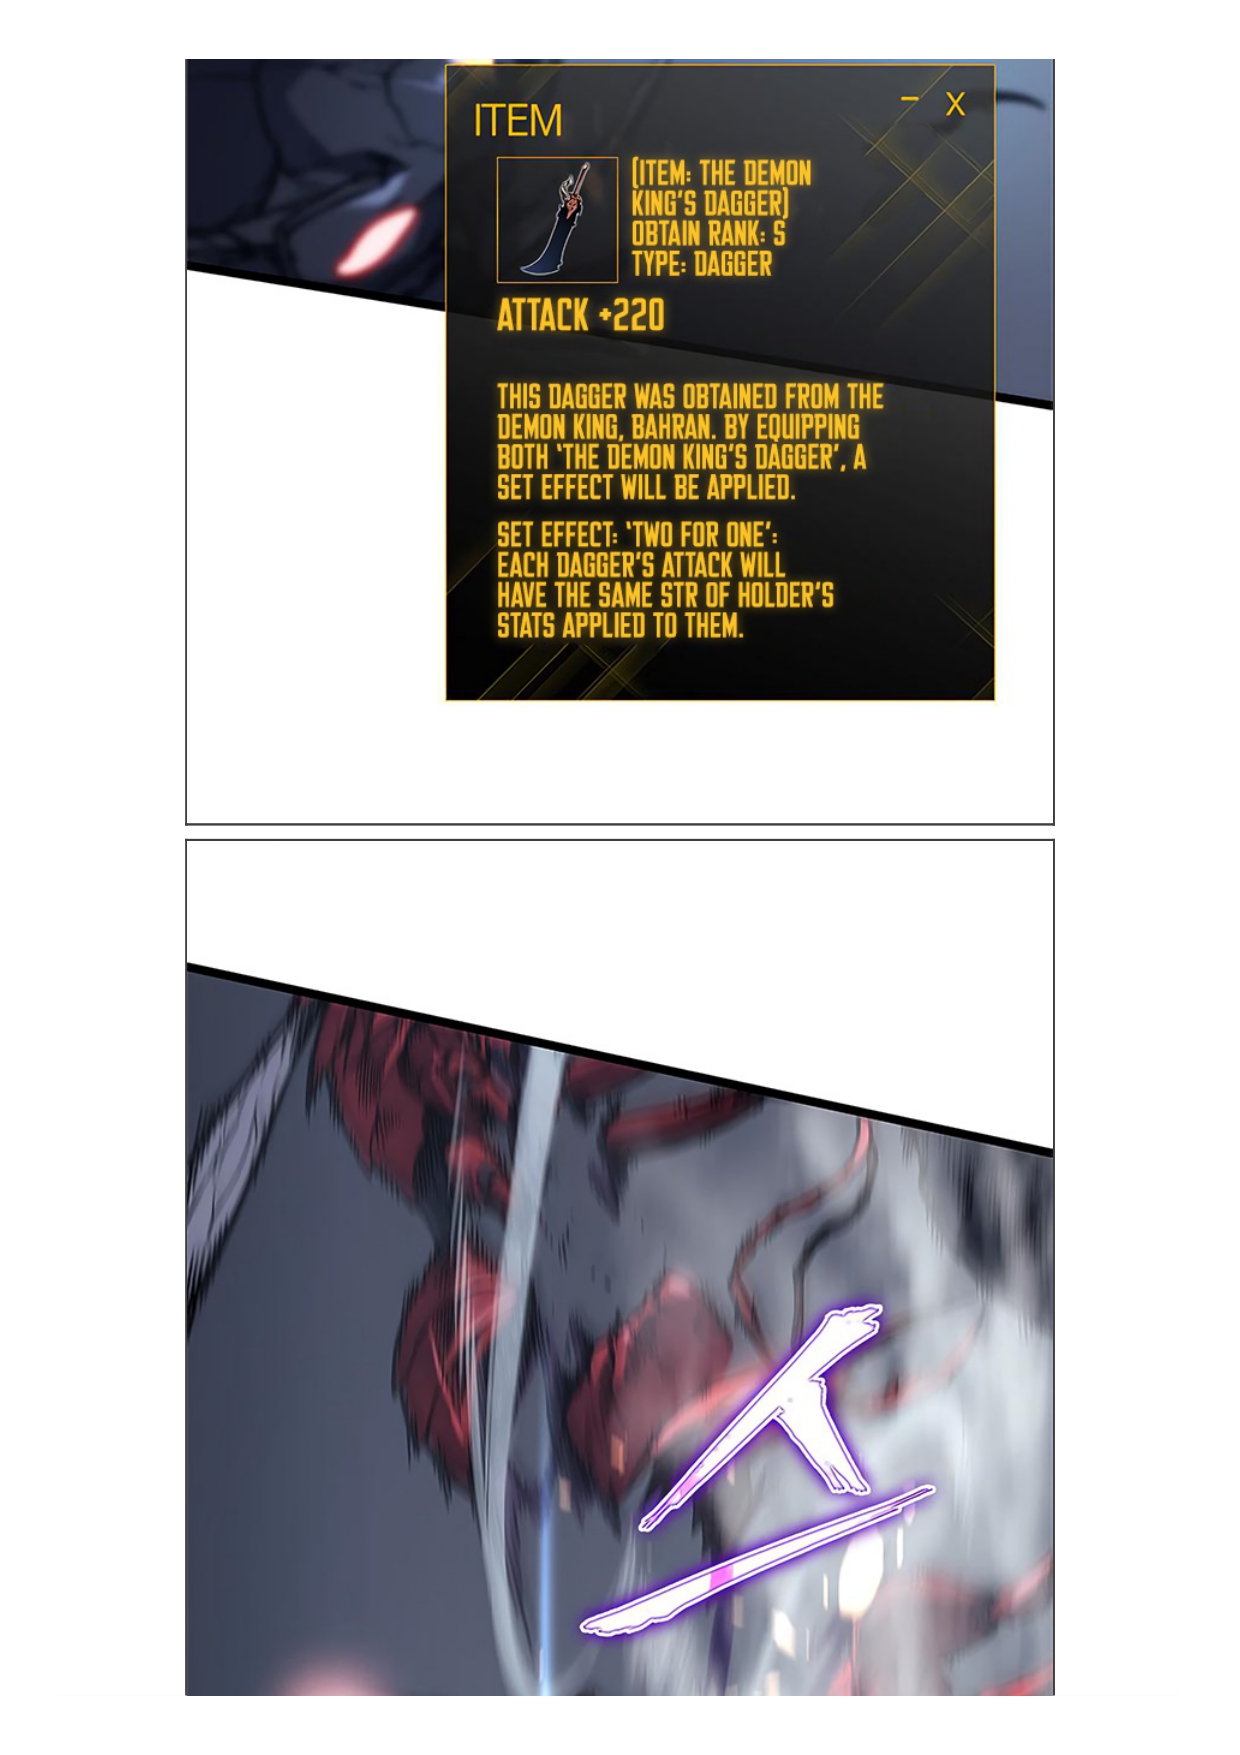 ITEM
- X
[ITEM: THE DEMON
KING'S DAGGER]
OBTAIN RANK: S
TYPE: DAGGER
ATTACK +220
THIS DAGGER WAS OBTAINED FROM THE
DEMON KING, BAHRAN. BY EQUIPPING
BOTH 'THE DEMON KING'S DAGGER', A
SET EFFECT WILL BE APPLIED.
SET EFFECT: 'TWO FOR ONE':
EACH DAGGER'S ATTACK WILL
HAVE THE SAME STR OF HOLDER'S
STATS APPLIED TO THEM.
스